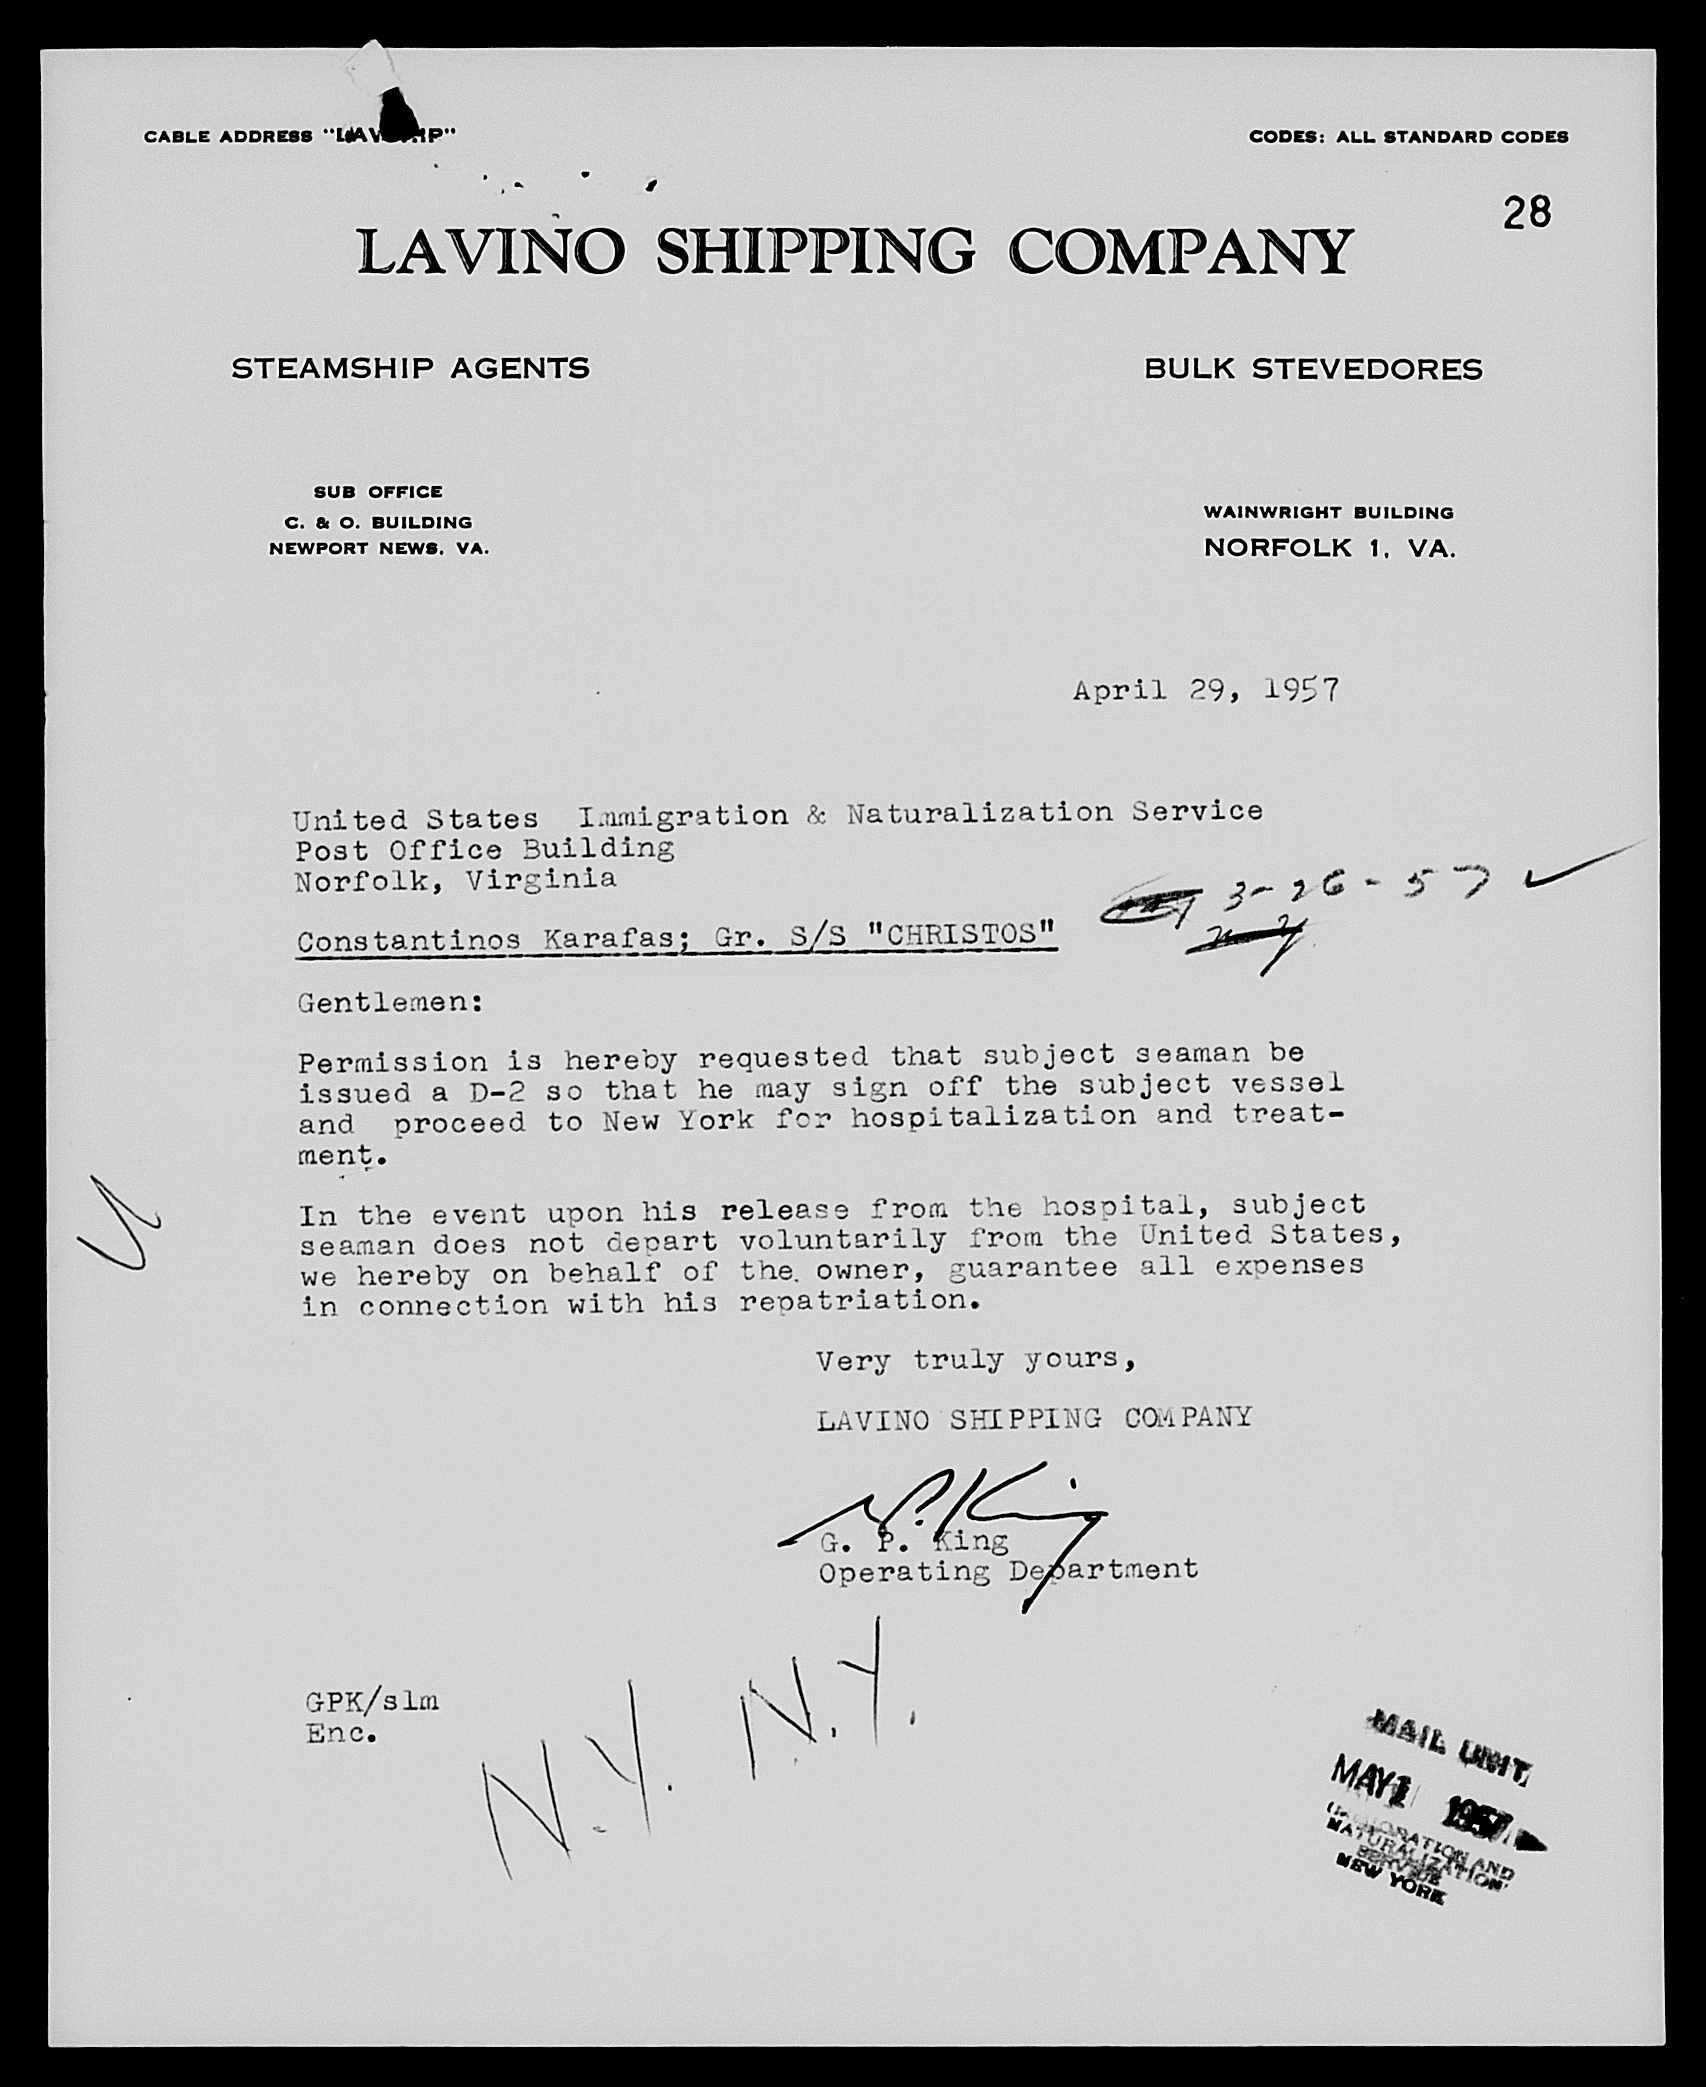 CABLE ADDRESS
CODES: ALL STANDARD CODES
28
LAVINO SHIPPING COMPANY
STEAMSHIP AGENTS
BULK STEVEDORES
SUB OFFICE
C. & O. BUILDING
NEWPORT NEWS, VA.
WAINWRIGHT BUILDING
NORFOLK 1, VA.
April 29, 1957
United States Immigration & Naturalization Service
Post Office Building
Norfolk, Virginia
3-26-57
Constantinos Karafas; Gr. S/S "CHRISTOS"
Gentlemen:
Permission is hereby requested that subject seaman be
issued a D-2 so that he may sign off the subject vessel
and proceed to New York for hospitalization and treat-
ment.
In the event upon his release from the hospital, subject
seaman does not depart voluntarily from the United States,
we hereby on behalf of the. owner, guarantee all expenses
in connection with his repatriation.
Very truly yours,
LAVINO SHIPPING COMPANY
G. P. King
Operating Department
GPK/slm
Enc.
N.Y. N.Y.
MAIL UNIT
MAY 1 1957
IMMIGRATION AND
NATURALIZATION
SERVICE
NEW YORK